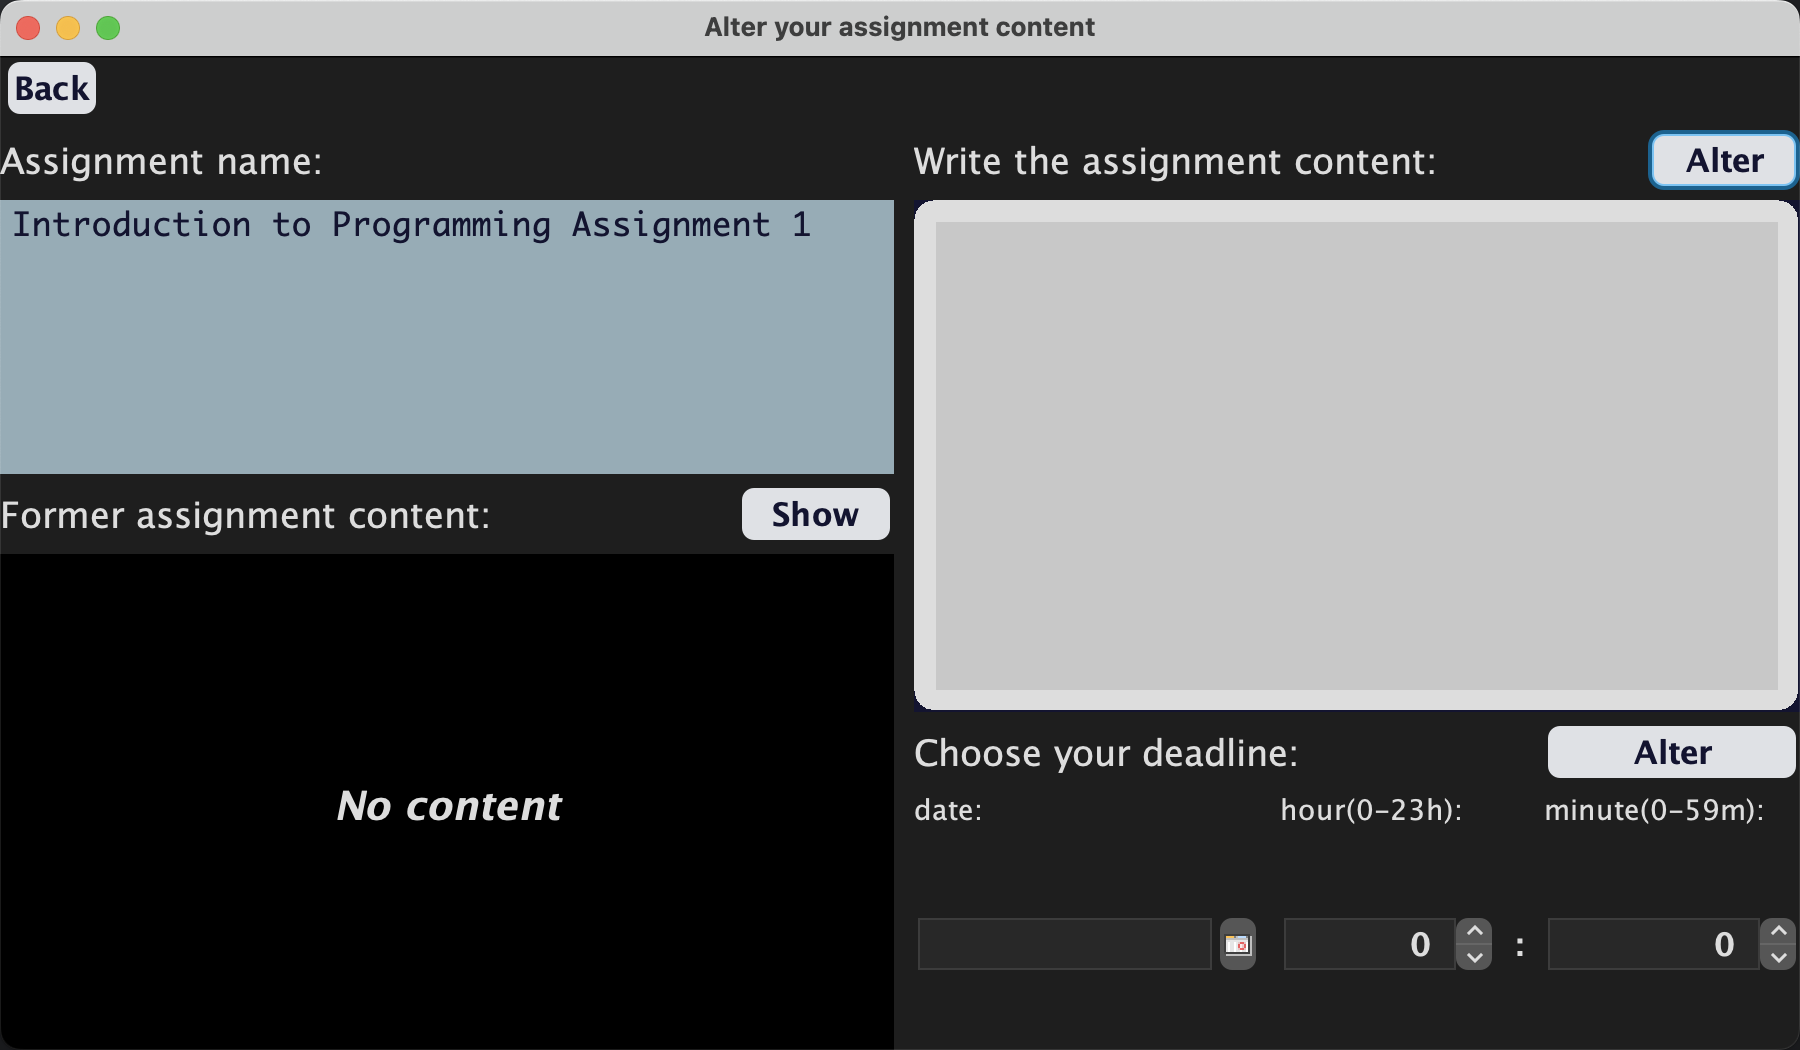 Alter your assignment content
Back
Assignment name:
Introduction to Programming Assignment 1
Former assignment content:
Show
No content
Write the assignment content:
Alter
Choose your deadline:
Alter
date:
hour(0-23h):
minute(0-59m):
0
:
0